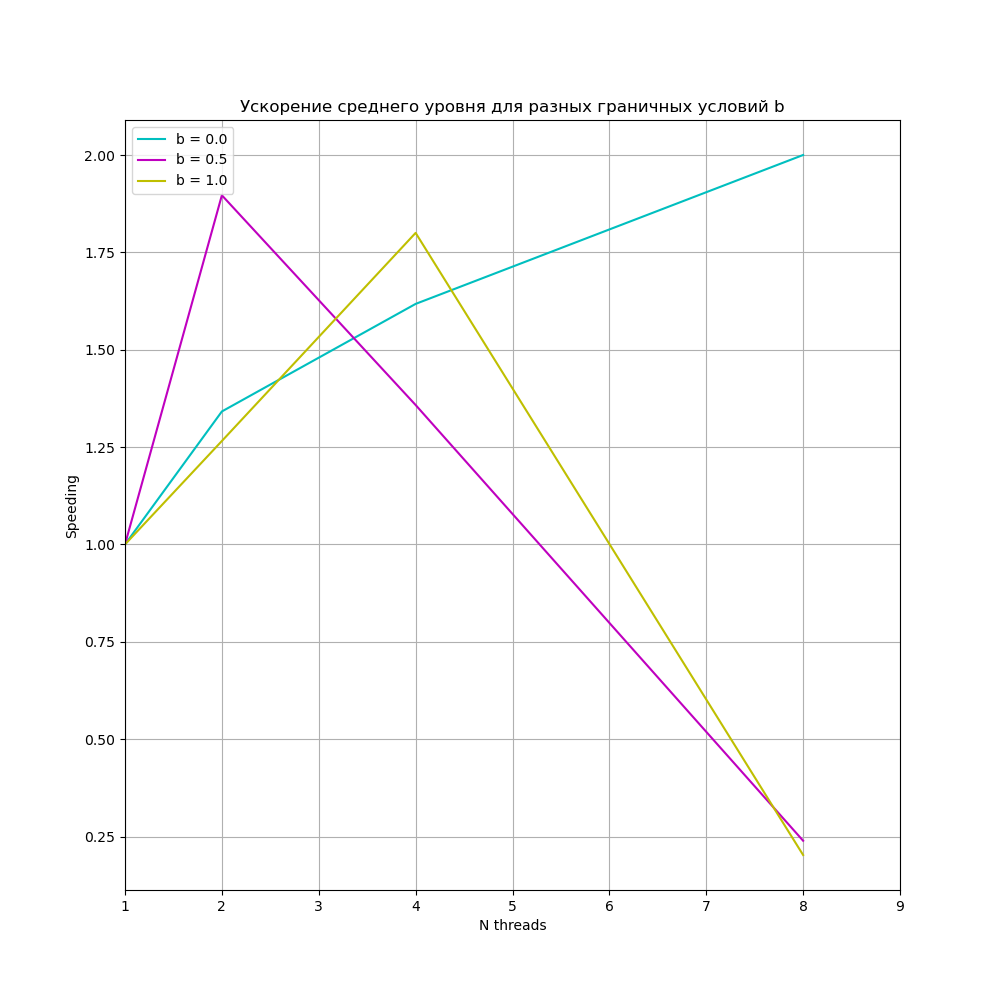 Ускорение среднего уровня для разных граничных условий b
b = 0.0
b = 0.5
b = 1.0
2.00
1.75
1.50
1.25
1.00
0.75
0.50
0.25
Speeding
1 2 3 4 5 6 7 8 9
N threads